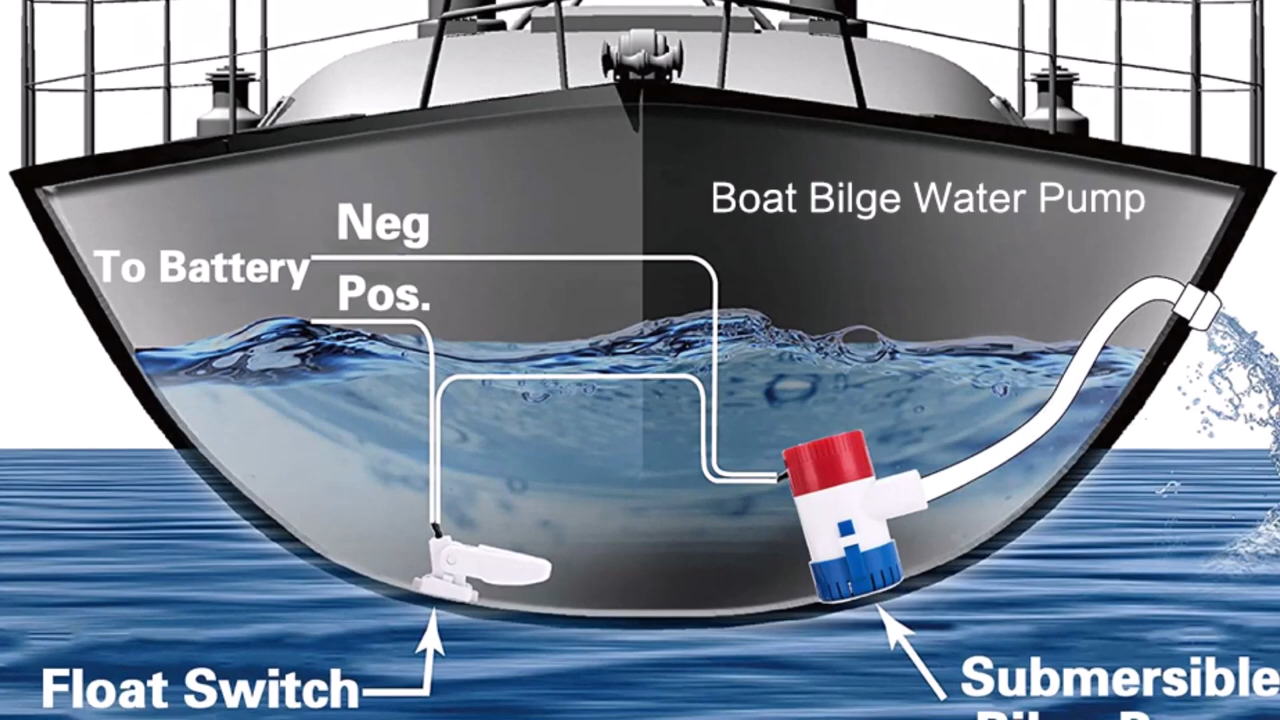 Boat Bilge Water Pump
Neg
To Battery
Pos.
Float Switch
Submersible